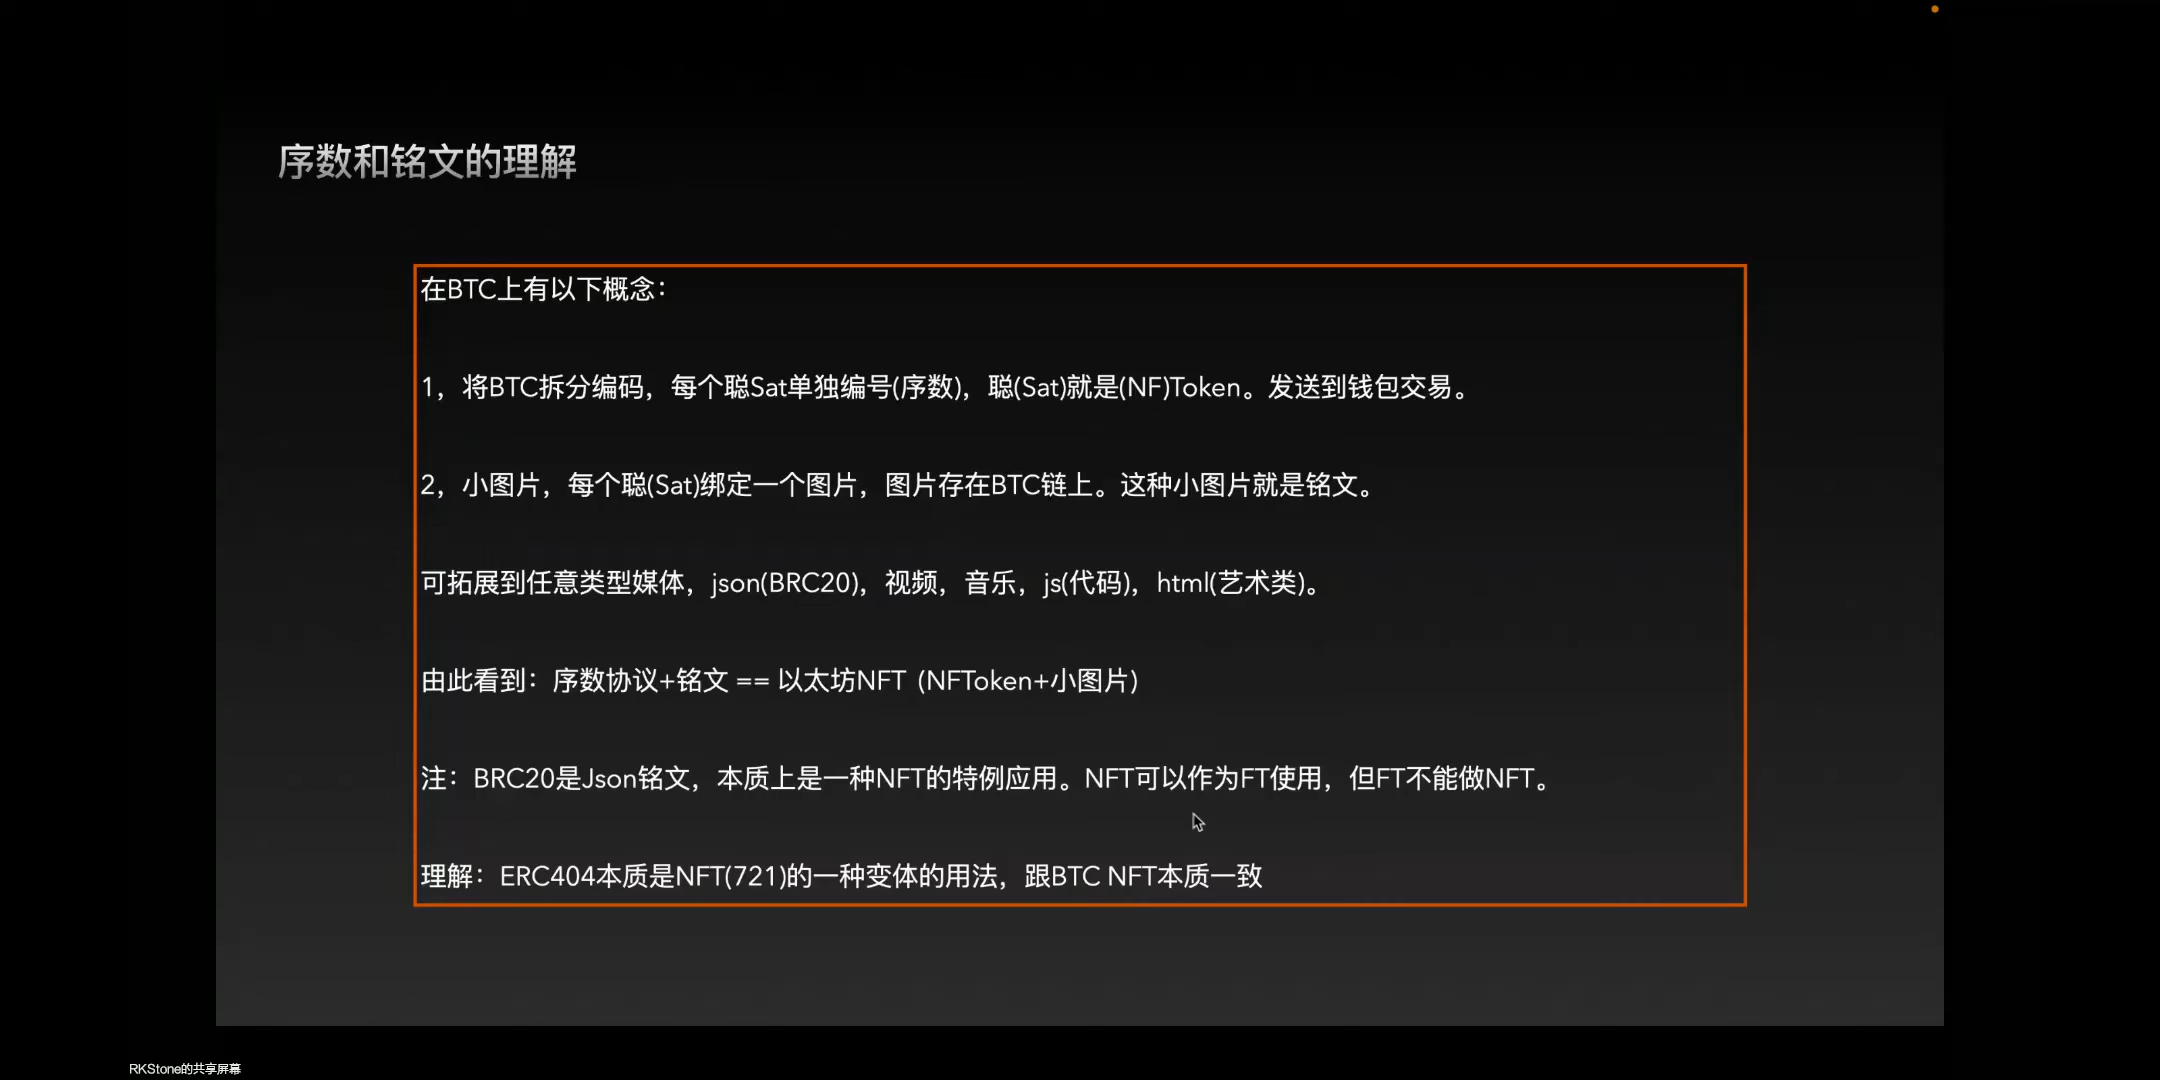 序数和铭文的理解
在BTC上有以下概念：
1，将BTC拆分编码，每个聪Sat单独编号(序数)，聪(Sat)就是(NF)Token。发送到钱包交易。
2，小图片，每个聪(Sat)绑定一个图片，图片存在BTC链上。这种小图片就是铭文。
可拓展到任意类型媒体，json(BRC20)，视频，音乐，js(代码)，html(艺术类)。
由此看到：序数协议+铭文 == 以太坊NFT (NFToken+小图片)
注：BRC20是Json铭文，本质上是一种NFT的特例应用。NFT可以作为FT使用，但FT不能做NFT。
理解：ERC404本质是NFT(721)的一种变体的用法，跟BTC NFT本质一致
RKStone的共享屏幕